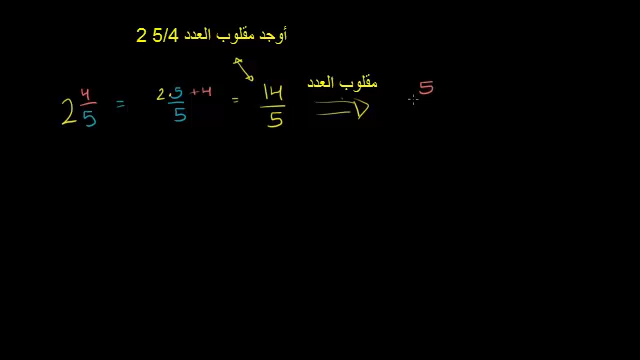 أوجد مقلوب العدد 5/4 2
2 4/5 = 2.5+4/5 = 14/5 مقلوب العدد 5